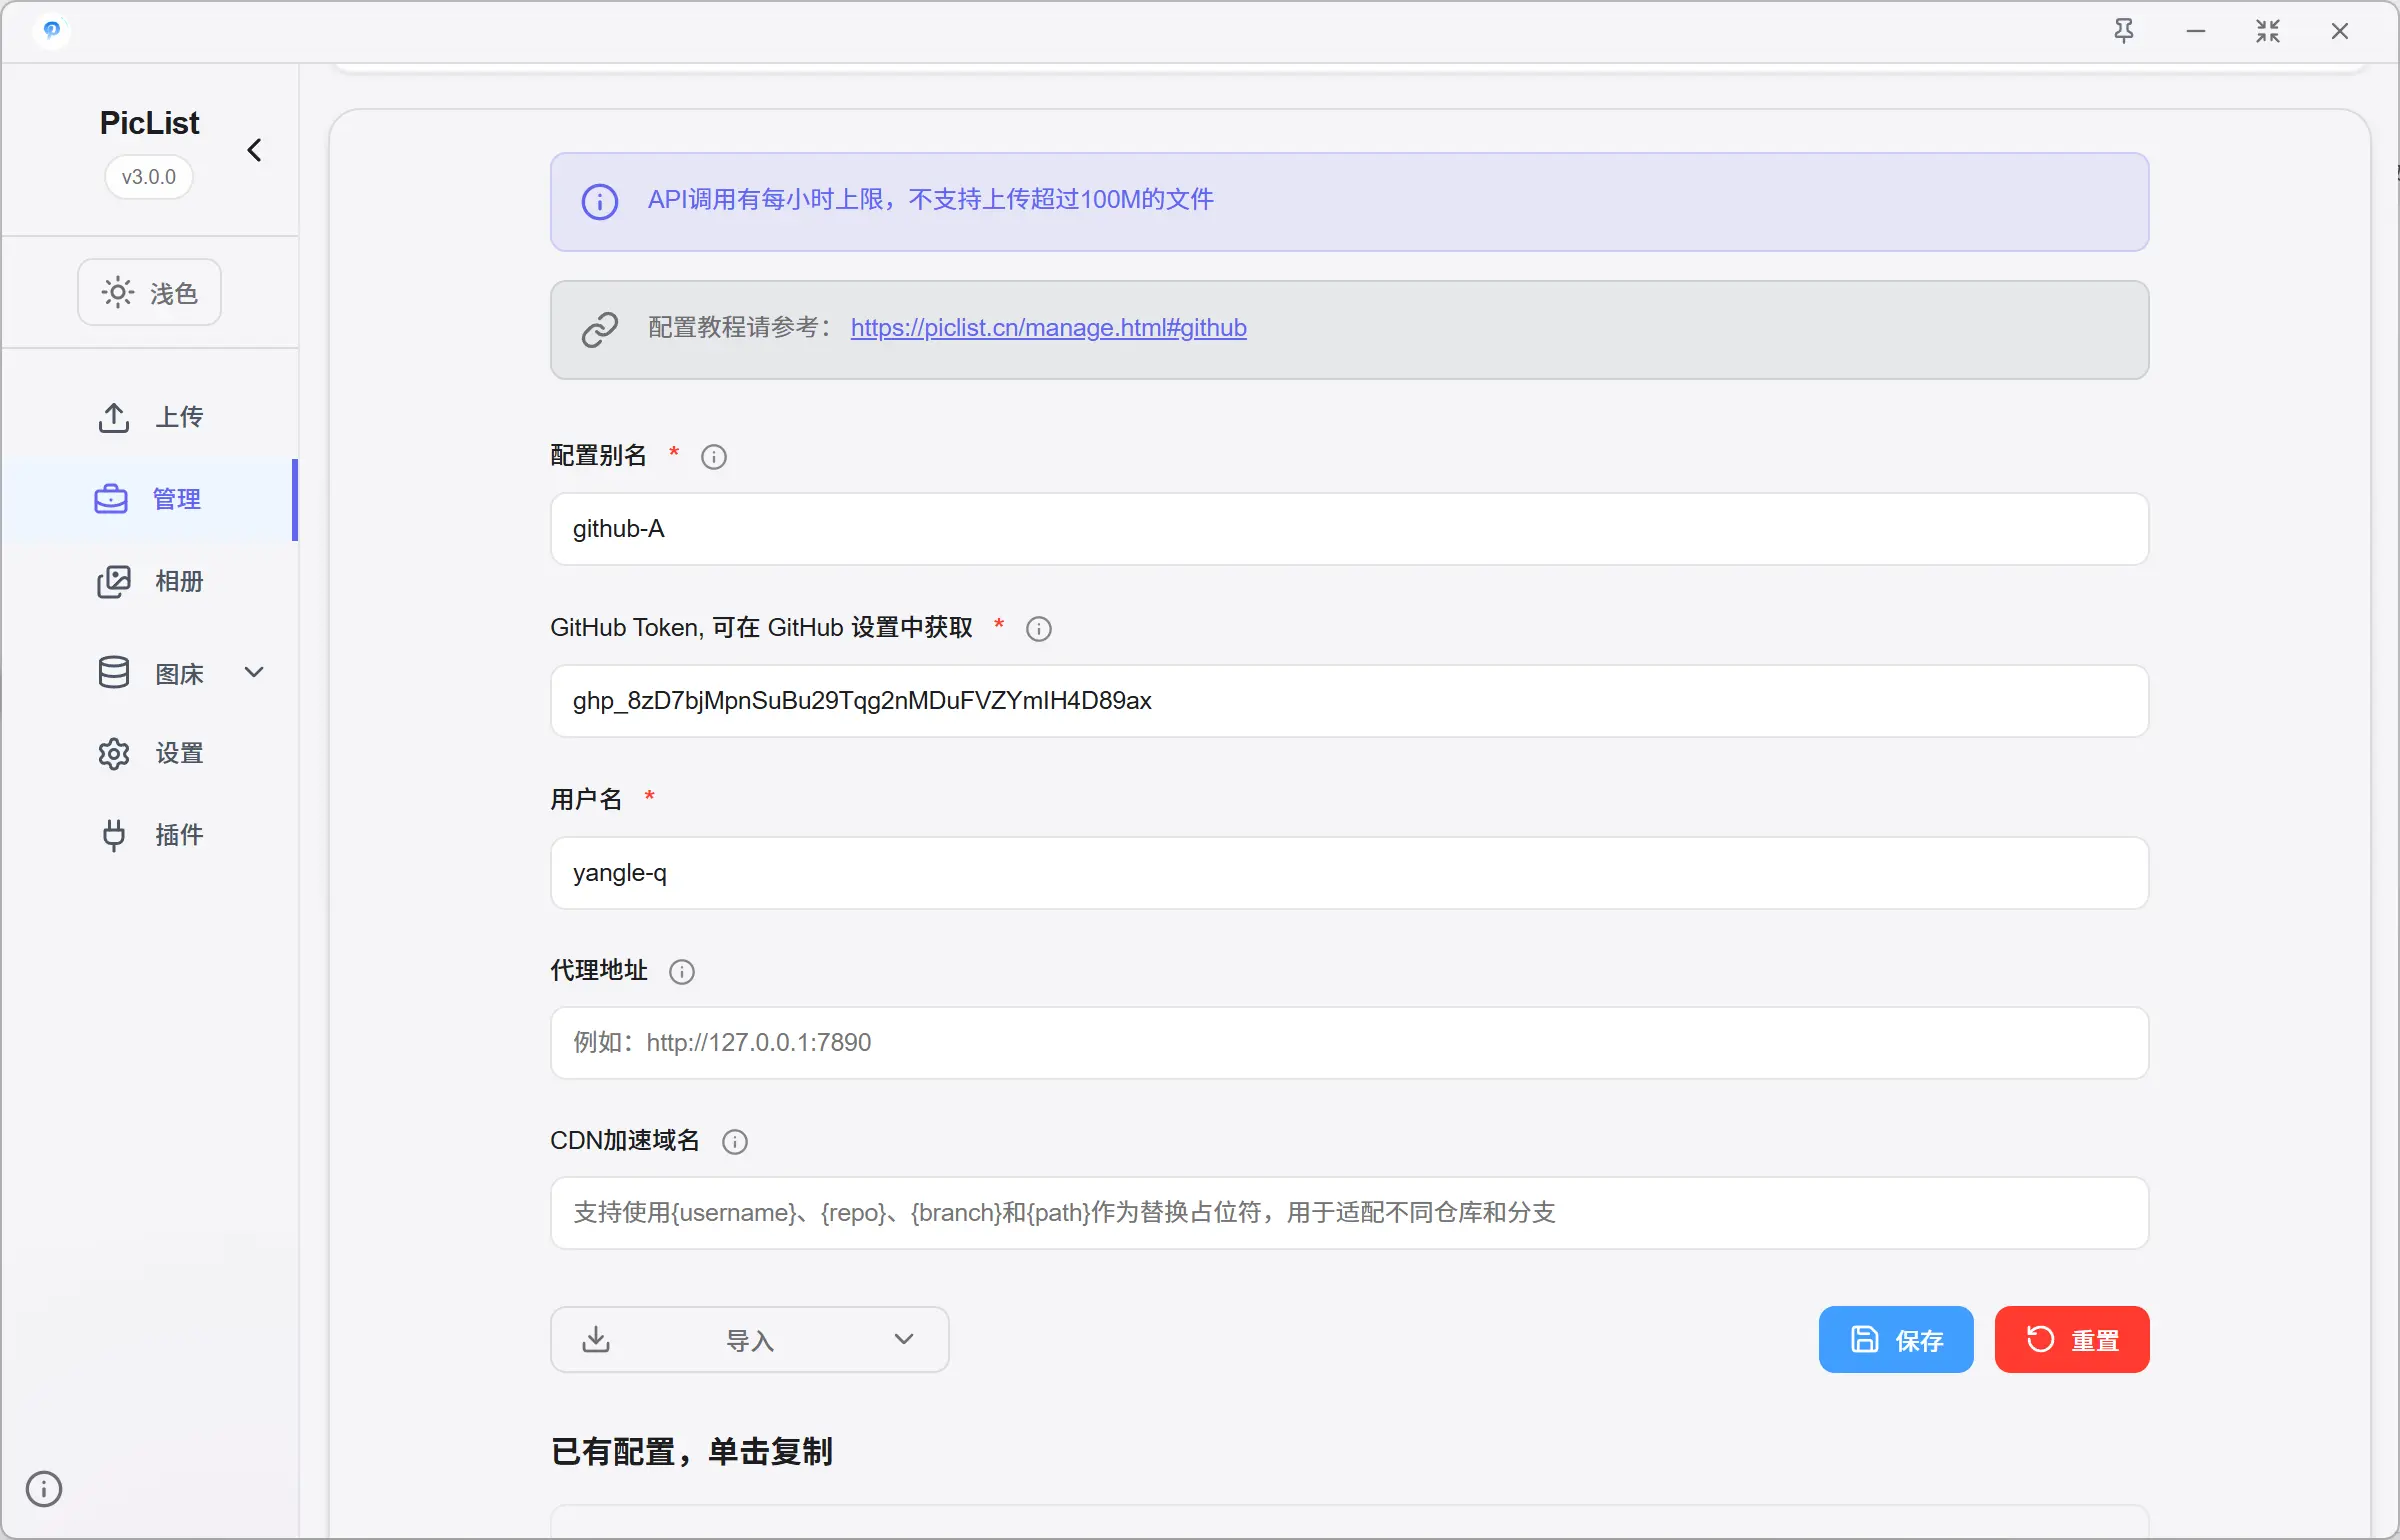 PicList
v3.0.0
浅色
上传
管理
相册
图床
设置
插件
API调用有每小时上限，不支持上传超过100M的文件
配置教程请参考： https://piclist.cn/manage.html#github
配置别名 *
github-A
GitHub Token, 可在 GitHub 设置中获取 *
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
用户名 *
yangle-q
代理地址
例如：http://127.0.0.1:7890
CDN加速域名
支持使用{username}、{repo}、{branch}和{path}作为替换占位符，用于适配不同仓库和分支
导入
保存
重置
已有配置，单击复制